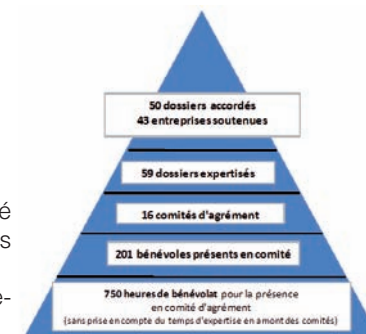 50 dossiers accordés
43 entreprises soutenues
59 dossiers expertisés
16 comités d'agrément
201 bénévoles présents en comité
750 heures de bénévolat pour la présence
en comité d'agrément
(sans prise en compte du temps d'expertise en amont des comités)
é
s
e-